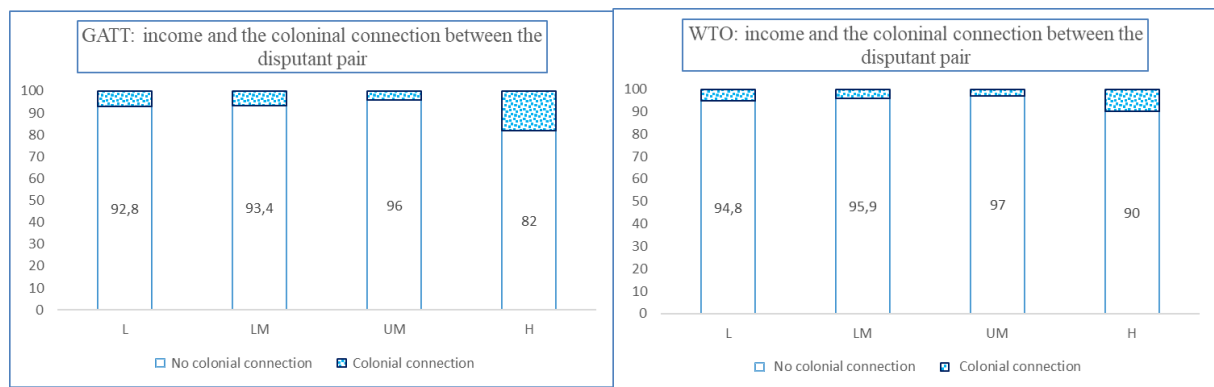 GATT: income and the coloninal connection between the
disputant pair
100
90
80
70
60
50
40
30
20
10
0
92,8
93,4
96
82
L
LM
UM
H
No colonial connection
Colonial connection
WTO: income and the coloninal connection between the
disputant pair
100
90
80
70
60
50
40
30
20
10
0
94,8
95,9
97
90
L
LM
UM
H
No colonial connection
Colonial connection